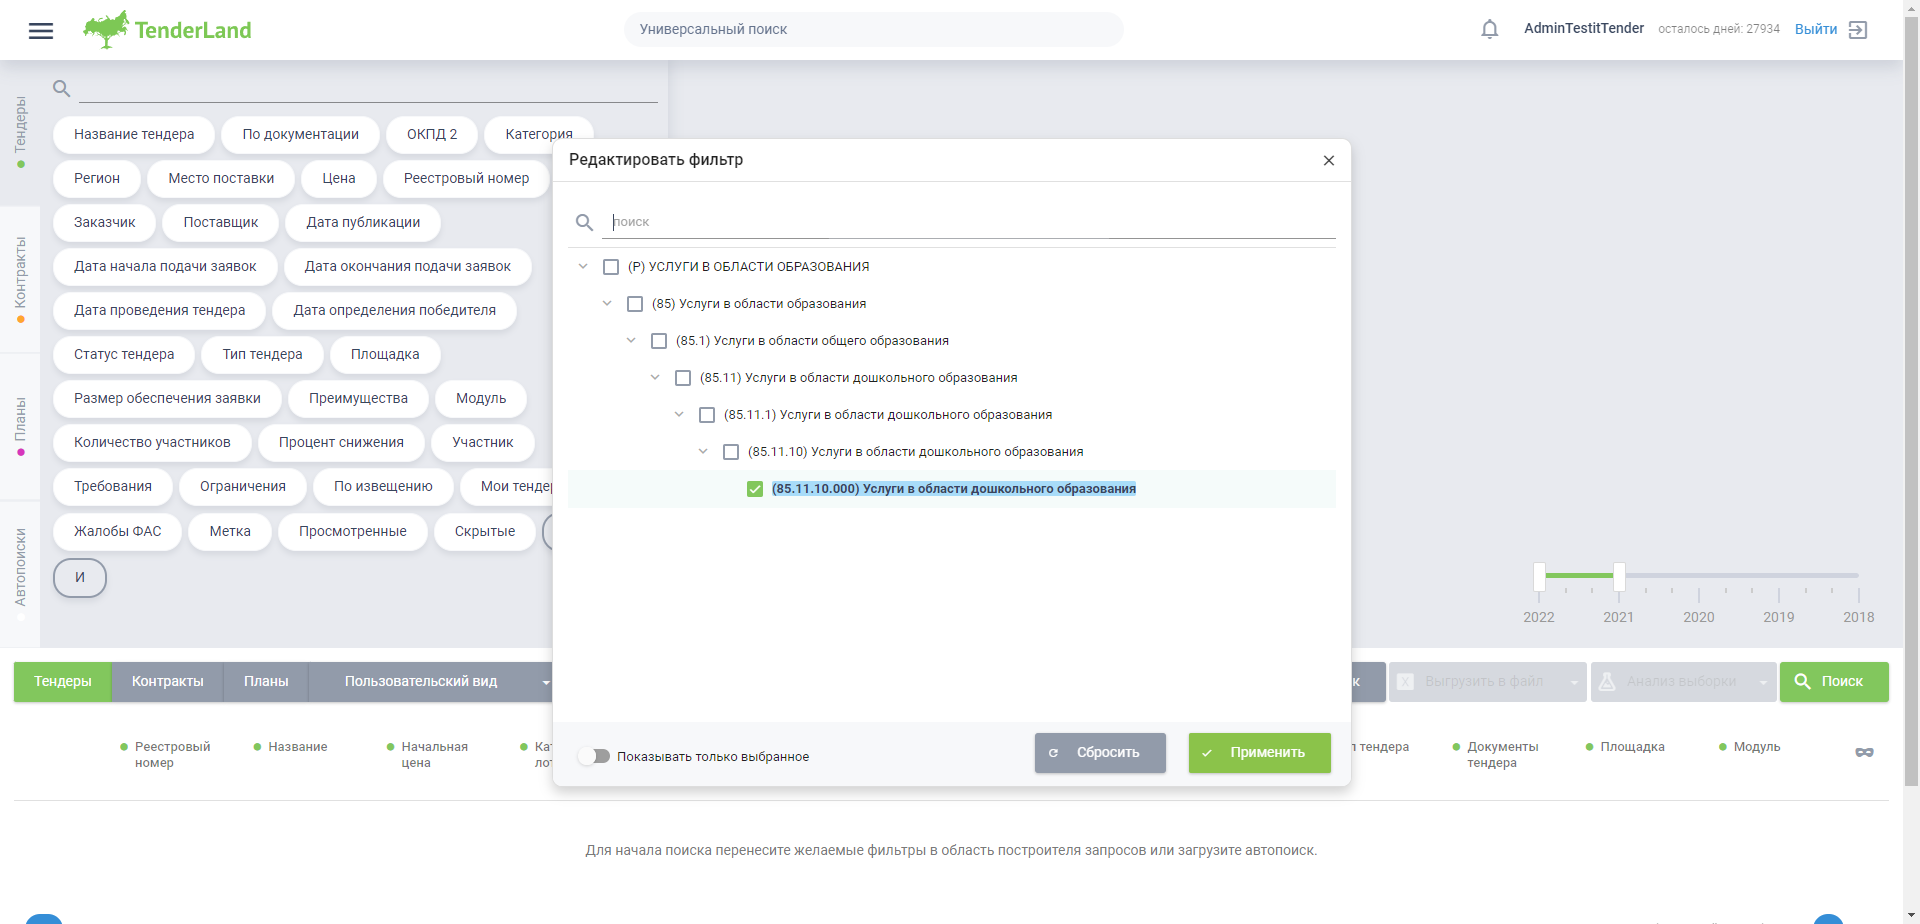 TenderLand
Универсальный поиск
AdminTestitTender
осталось дней: 27934
Выйти
Тендеры
Контракты
Планы
Автопоиски
Название тендера
По документации
ОКПД 2
Категория
Регион
Место поставки
Цена
Реестровый номер
Заказчик
Поставщик
Дата публикации
Дата начала подачи заявок
Дата окончания подачи заявок
Дата проведения тендера
Дата определения победителя
Статус тендера
Тип тендера
Площадка
Размер обеспечения заявки
Преимущества
Модуль
Количество участников
Процент снижения
Участник
Требования
Ограничения
По извещению
Мои тенде
Жалобы ФАС
Метка
Просмотренные
Скрытые
И
Редактировать фильтр
поиск
(P) УСЛУГИ В ОБЛАСТИ ОБРАЗОВАНИЯ
(85) Услуги в области образования
(85.1) Услуги в области общего образования
(85.11) Услуги в области дошкольного образования
(85.11.1) Услуги в области дошкольного образования
(85.11.10) Услуги в области дошкольного образования
(85.11.10.000) Услуги в области дошкольного образования
Показывать только выбранное
Сбросить
Применить
2022
2021
2020
2019
2018
Тендеры
Контракты
Планы
Пользовательский вид
к
Выгрузить в файл
Анализ выборки
Поиск
Реестровый
номер
Название
Начальная
цена
Ка
ло
п тендера
Документы
тендера
Площадка
Модуль
Для начала поиска перенесите желаемые фильтры в область построителя запросов или загрузите автопоиск.